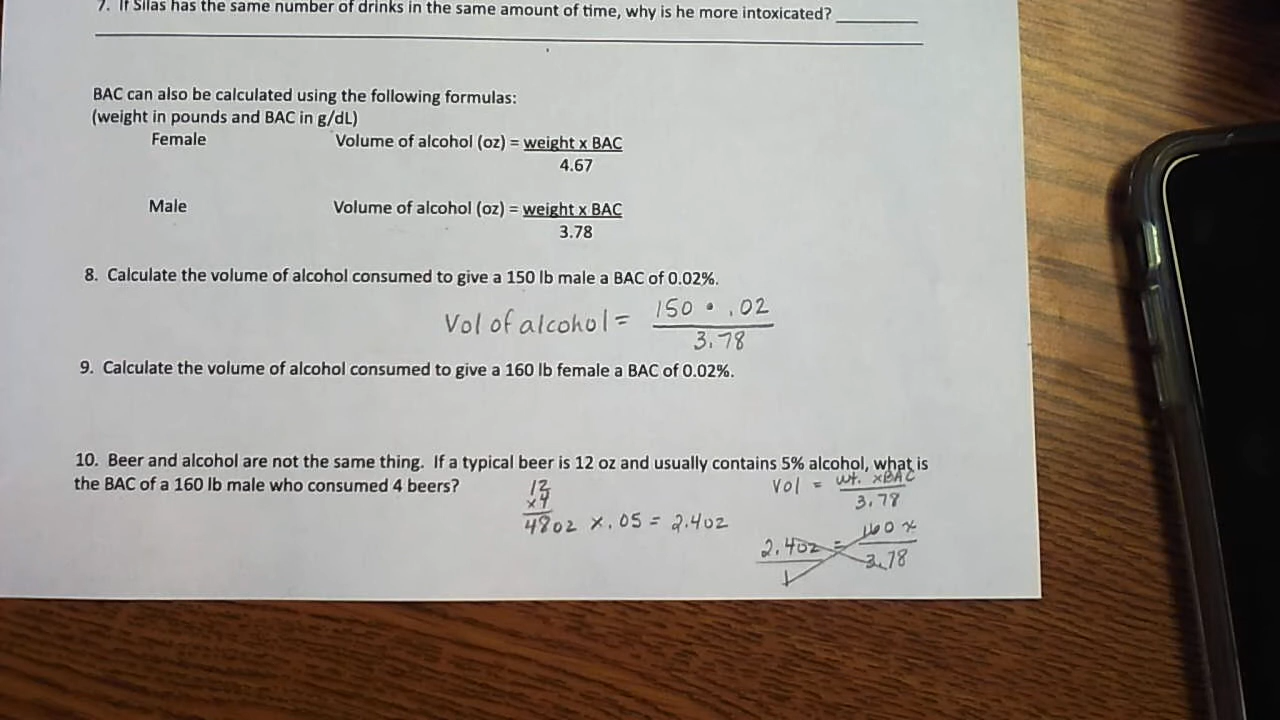 7. If Silas has the same number of drinks in the same amount of time, why is he more intoxicated? ________
BAC can also be calculated using the following formulas:
(weight in pounds and BAC in g/dL)
Female Volume of alcohol (oz) = weight x BAC
4.67
Male Volume of alcohol (oz) = weight x BAC
3.78
8. Calculate the volume of alcohol consumed to give a 150 lb male a BAC of 0.02%.
Vol of alcohol = 150 • .02
3.78
9. Calculate the volume of alcohol consumed to give a 160 lb female a BAC of 0.02%.
10. Beer and alcohol are not the same thing. If a typical beer is 12 oz and usually contains 5% alcohol, what is
the BAC of a 160 lb male who consumed 4 beers?
12
x4
48oz x .05 = 2.4oz
Vol = wt. xBAC
3.78
2.4oz = 160 x
1 3.78